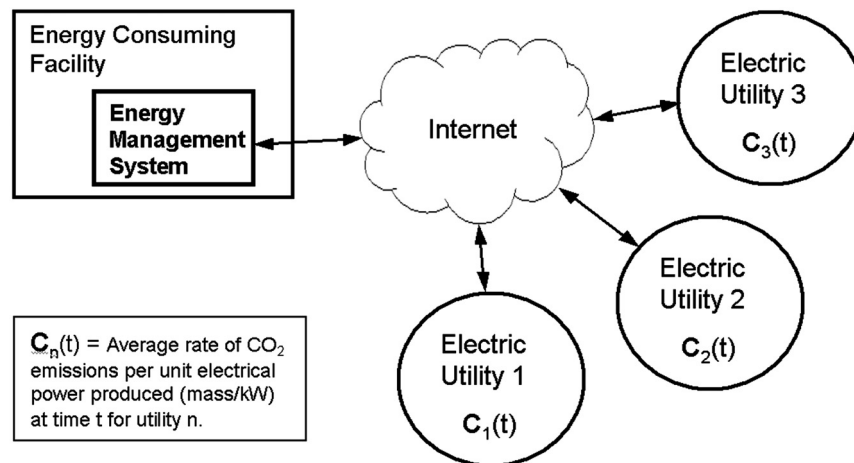 Energy Consuming
Facility
Energy
Management
System
Internet
Electric
Utility 3
C₃(t)
Electric
Utility 2
C₂(t)
Electric
Utility 1
C₁(t)
Cₙ(t) = Average rate of CO₂
emissions per unit electrical
power produced (mass/kW)
at time t for utility n.